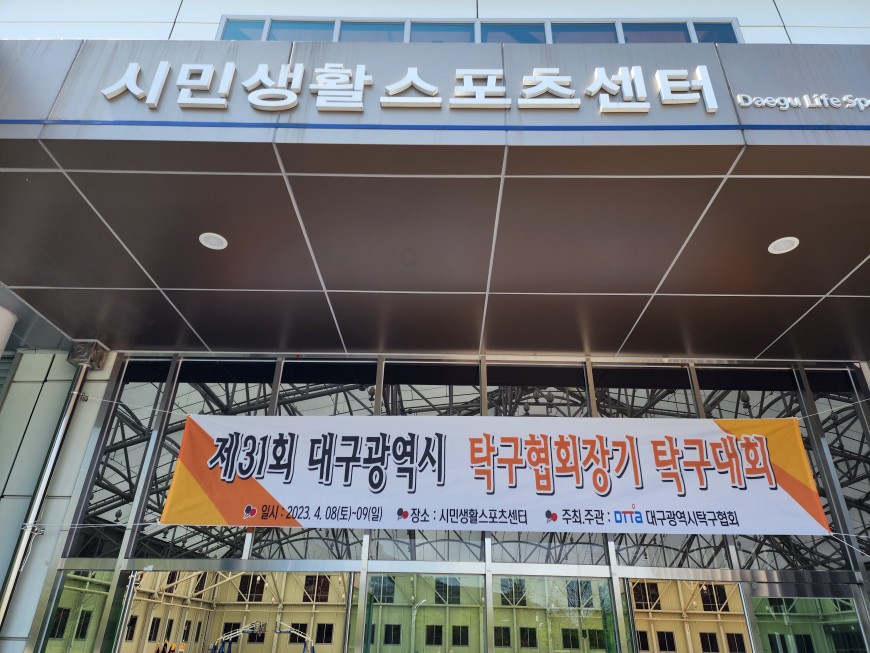 시민생활스포츠센터 Daegu Life
제31회 대구광역시 탁구협회장기 탁구대회
일시 : 2023. 4. 08(토)-09(일) 장소 : 시민생활스포츠센터 주최.주관 : DTTa 대구광역시탁구협회